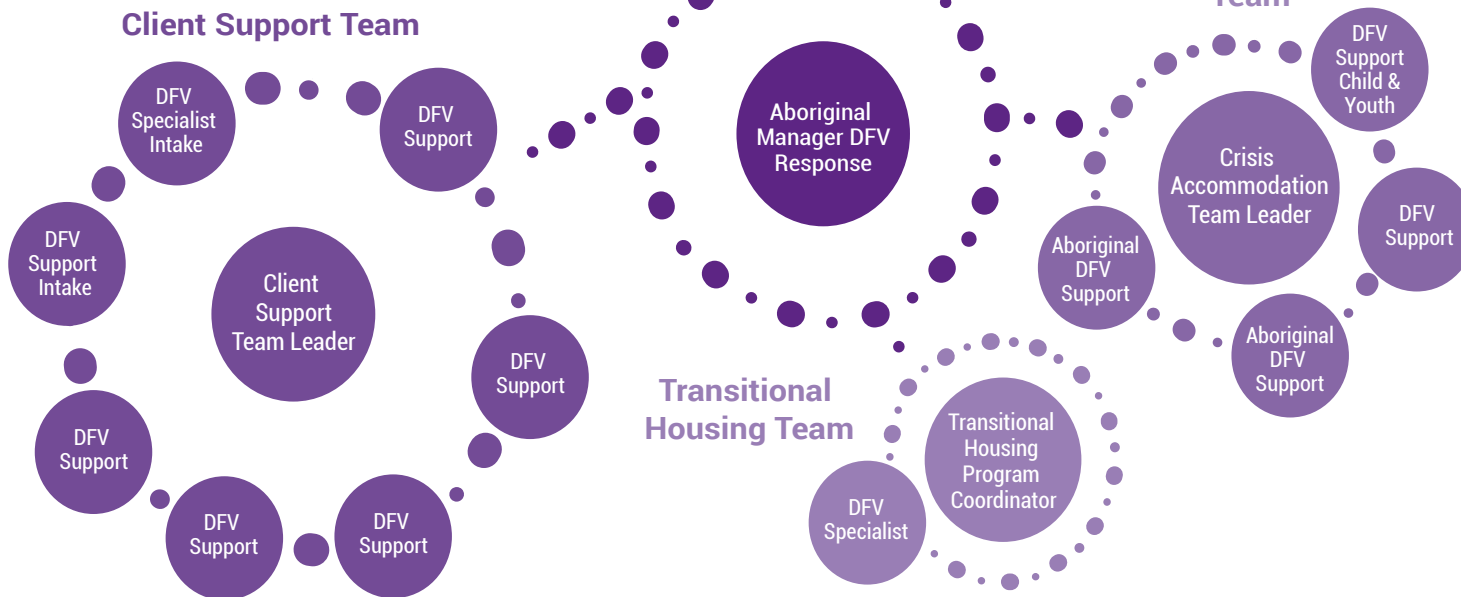 Client Support Team
DFV
Specialist
Intake
DFV
Support
DFV
Support
Intake
Client
Support
Team Leader
DFV
Support
DFV
Support
DFV
Support
DFV
Support
Aboriginal
Manager DFV
Response
Team
DFV
Support
Child &
Youth
Crisis
Accommodation
Team Leader
DFV
Support
Aboriginal
DFV
Support
Aboriginal
DFV
Support
Transitional
Housing Team
Transitional
Housing
Program
Coordinator
DFV
Specialist